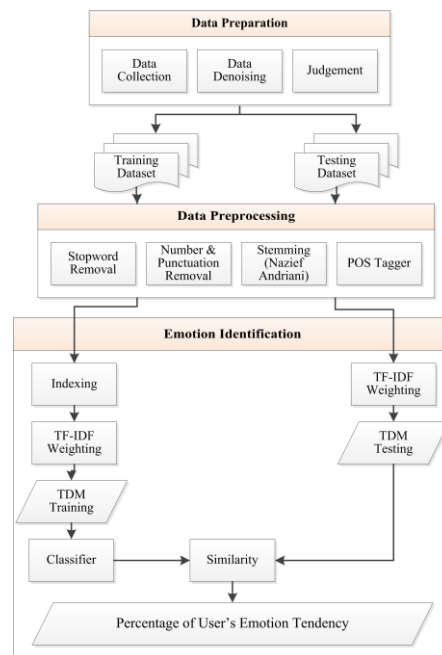 Data Preparation
Data
Collection
Data
Denoising
Judgement
Training
Dataset
Testing
Dataset
Data Preprocessing
Stopword
Removal
Number &
Punctuation
Removal
Stemming
(Nazief
Andriani)
POS Tagger
Emotion Identification
Indexing
TF-IDF
Weighting
TDM
Training
Classifier
TF-IDF
Weighting
TDM
Testing
Similarity
Percentage of User's Emotion Tendency